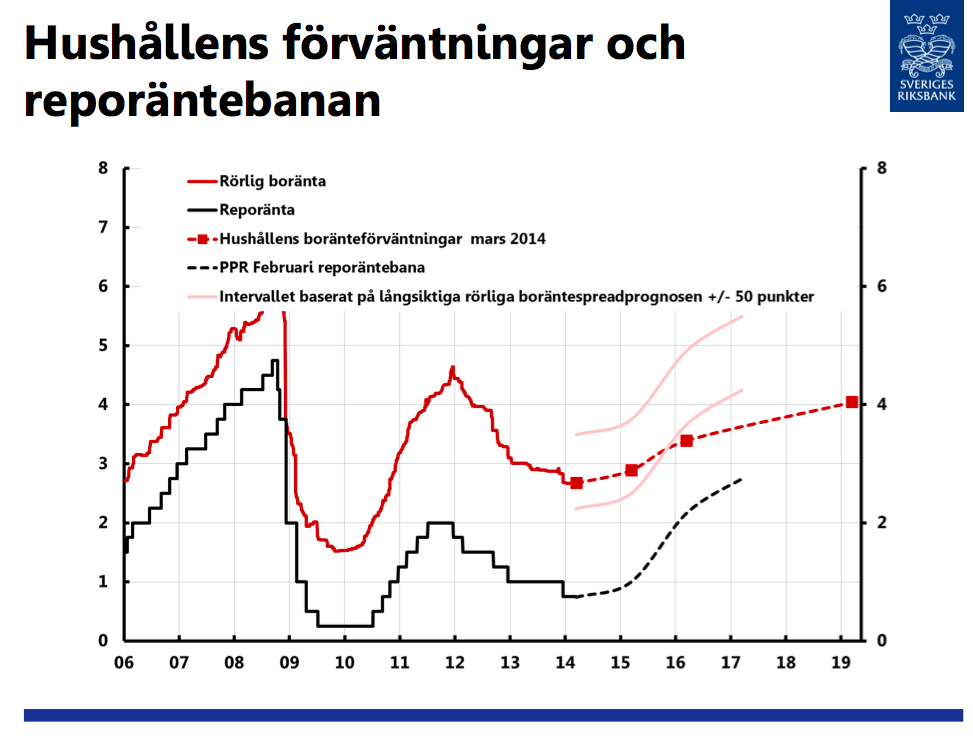 Hushållens förväntningar och
reporäntebanan
SVERIGES
RIKSBANK
8
7
6
5
4
3
2
1
0
8
6
4
2
0
Rörlig boränta
Reporänta
Hushållens boränteförväntningar mars 2014
PPR Februari reporäntebana
Intervallet baserat på långsiktiga rörliga boräntespreadprognosen +/- 50 punkter
06 07 08 09 10 11 12 13 14 15 16 17 18 19